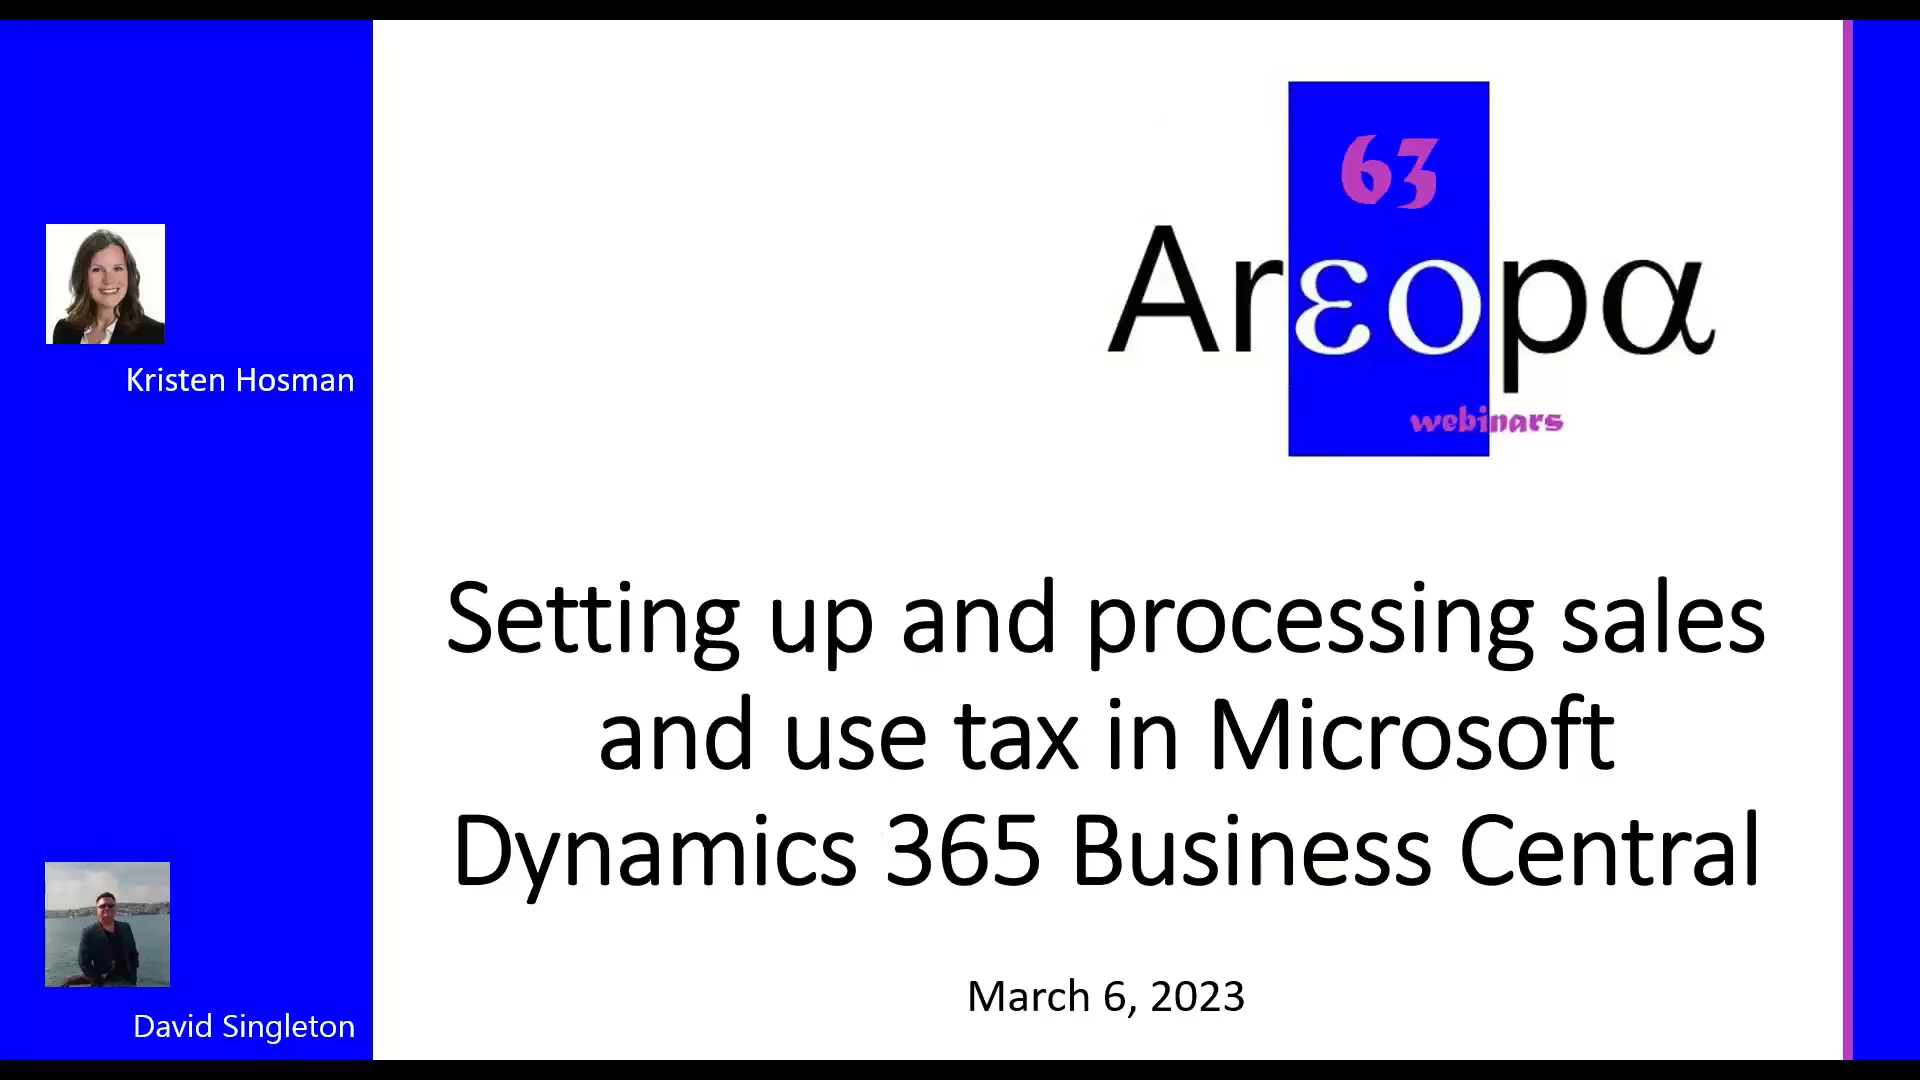 Kristen Hosman
David Singleton
63
Arεοpα
webinars
Setting up and processing sales
and use tax in Microsoft
Dynamics 365 Business Central
March 6, 2023